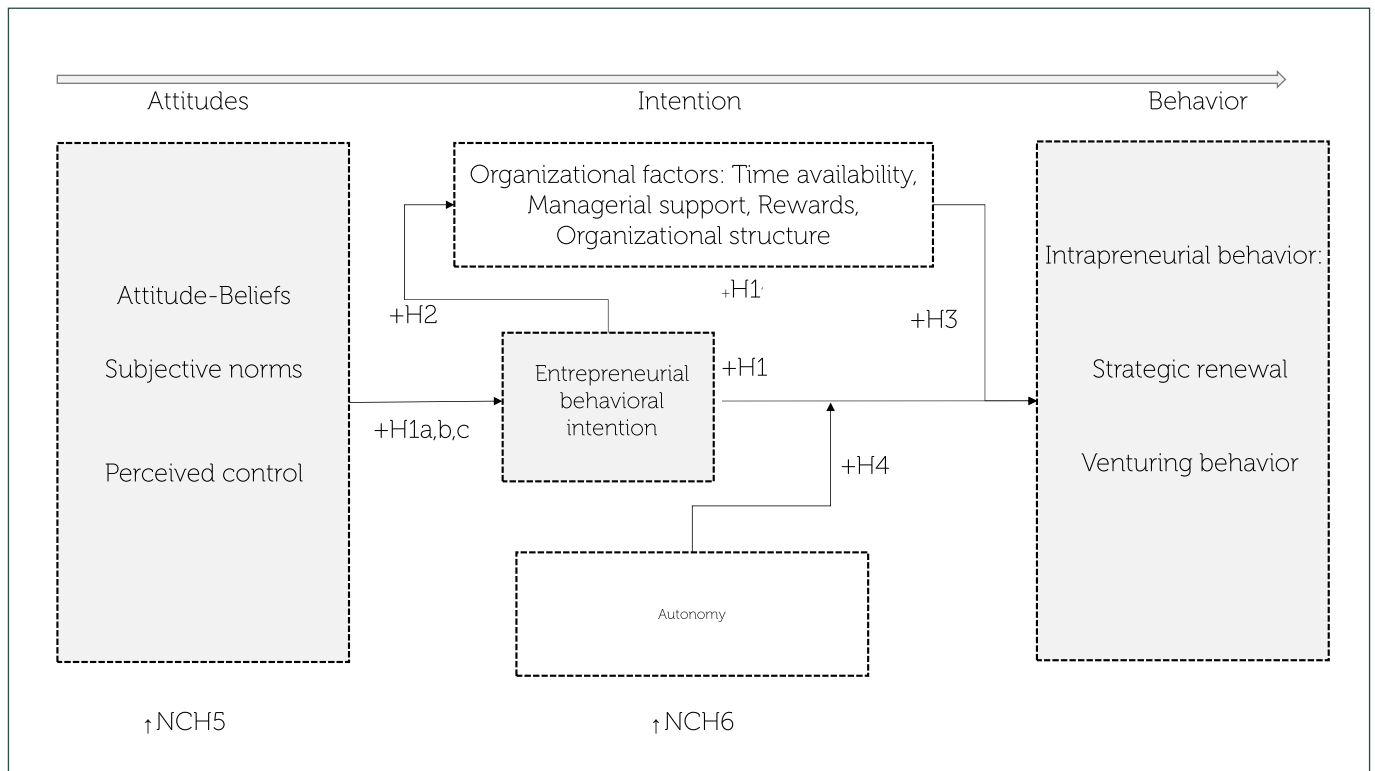 Attitudes
Intention
Behavior
Organizational factors: Time availability,
Managerial support, Rewards,
Organizational structure
Intrapreneurial behavior:
Attitude-Beliefs
+H1
+H2
+H3
Subjective norms
Entrepreneurial
behavioral
intention
+H1
Strategic renewal
+H1a,b,c
Perceived control
+H4
Venturing behavior
Autonomy
↑NCH5
↑NCH6